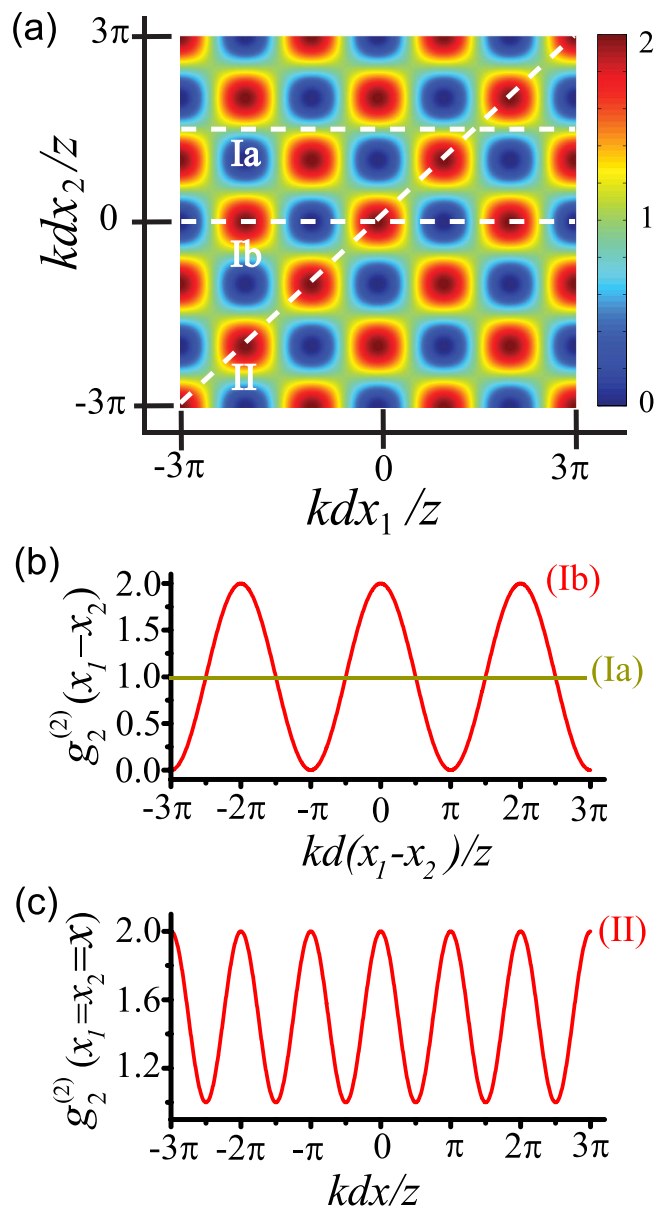 (a)
3π
2
Ia
kdx₂/z
0
1
Ib
II
-3π
0
-3π
0
3π
kdx₁/z
(b)
(Ib)
2.0
1.5
(Ia)
1.0
g₂⁽²⁾(x₁−x₂)
0.5
0.0
-3π -2π -π 0 π 2π 3π
kd(x₁-x₂)/z
(c)
(II)
2.0
1.6
g₂⁽²⁾(x₁=x₂=x)
1.2
-3π -2π -π 0 π 2π 3π
kdx/z